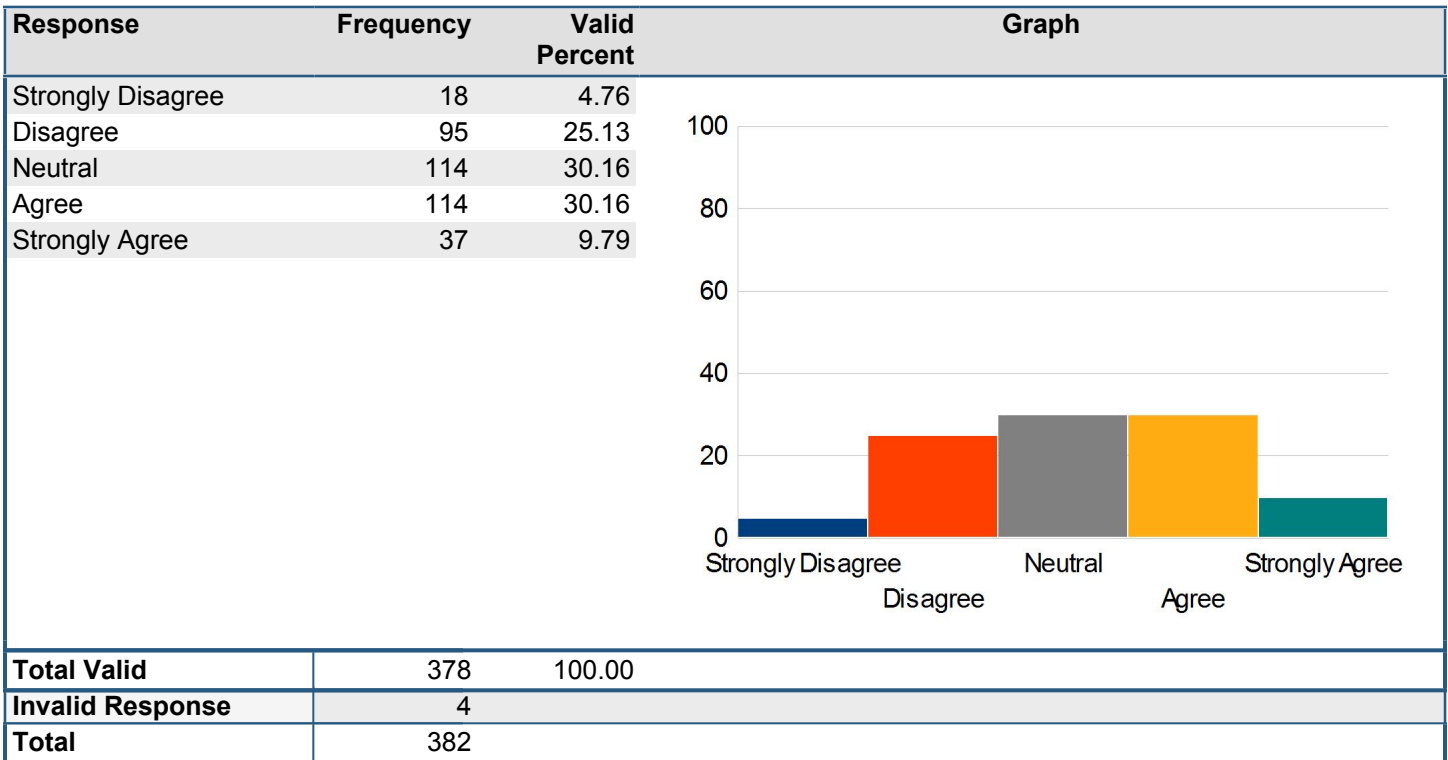 Response Frequency Valid Percent Graph
Strongly Disagree 18 4.76
Disagree 95 25.13
Neutral 114 30.16
Agree 114 30.16
Strongly Agree 37 9.79
100
80
60
40
20
0
Strongly Disagree Neutral Strongly Agree
Disagree Agree
Total Valid 378 100.00
Invalid Response 4
Total 382